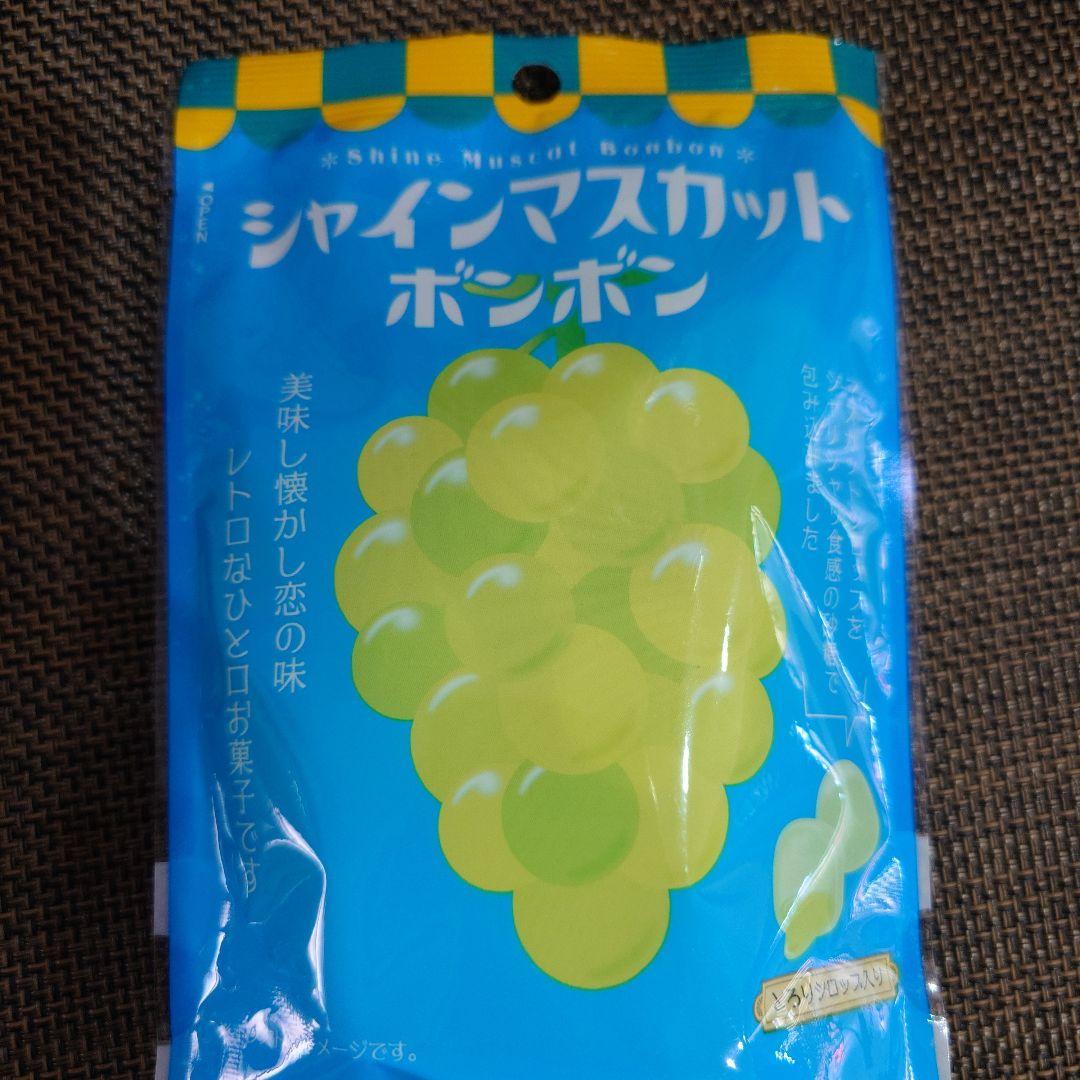 *Shine Muscat Bonbon*
◀OPEN
シャインマスカット
ボンボン
美味し懐かし恋の味
レトロなひと口お菓子です
食感の砂糖で
包み込みました
とろりシロップ入り
メージです。